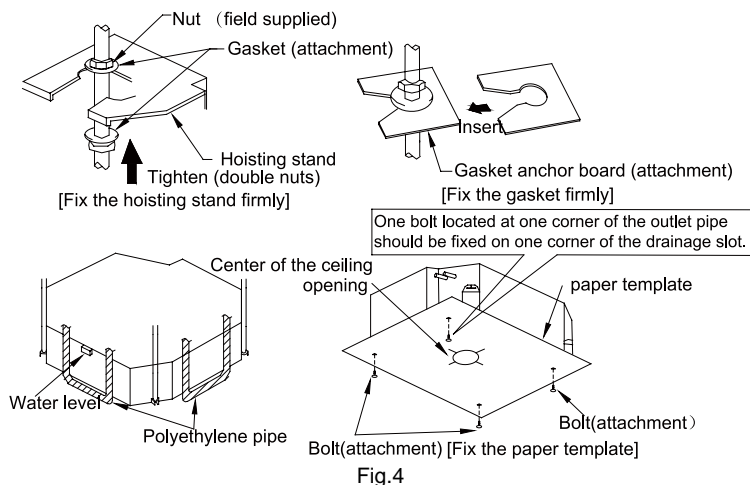 Nut （field supplied）
Gasket (attachment)
Hoisting stand
Tighten (double nuts)
[Fix the hoisting stand firmly]
Insert
Gasket anchor board (attachment)
[Fix the gasket firmly]
One bolt located at one corner of the outlet pipe
should be fixed on one corner of the drainage slot.
Center of the ceiling
opening
paper template
Water level
Polyethylene pipe
Bolt(attachment）
Bolt(attachment) [Fix the paper template]
Fig.4